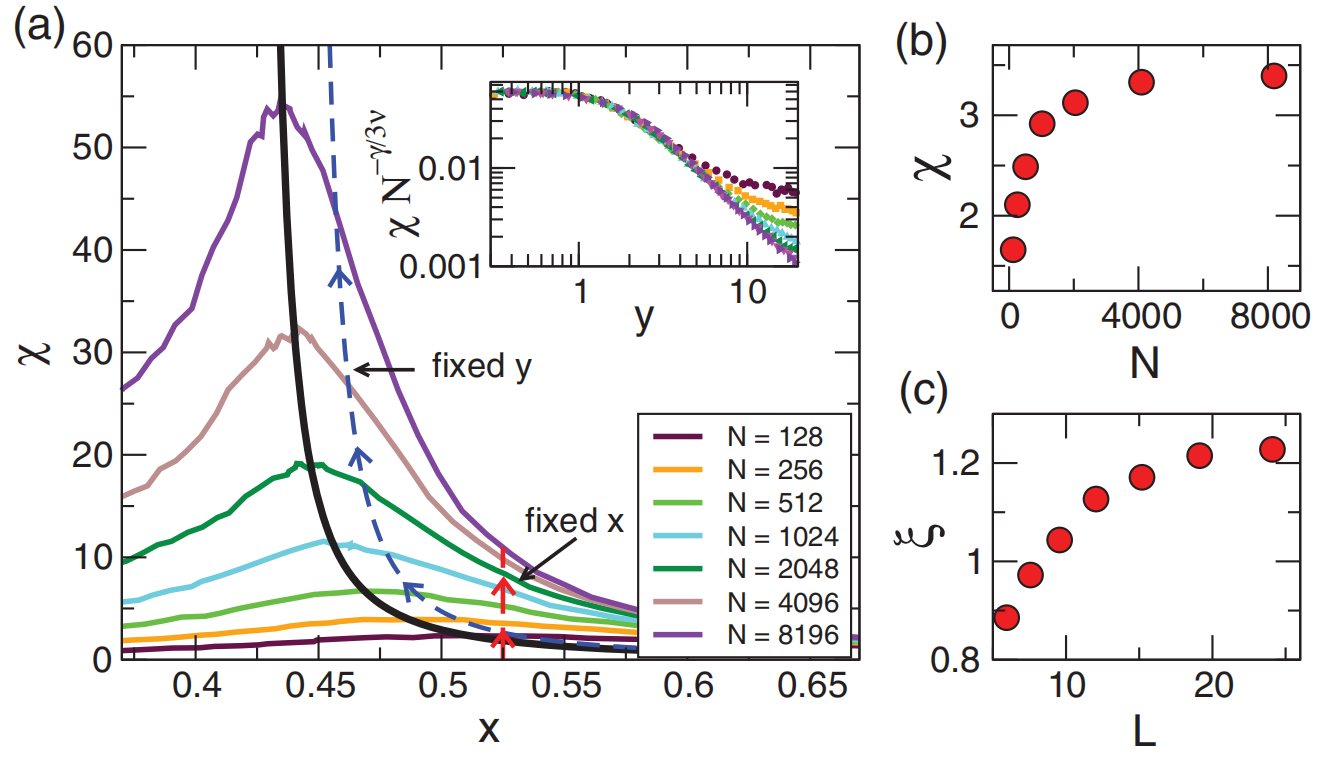 (a)
60
50
40
30
20
10
0
χ
0.4
0.45
0.5
0.55
0.6
0.65
x
fixed y
fixed x
χ N^−γ/3ν
0.01
0.001
1
10
y
N = 128
N = 256
N = 512
N = 1024
N = 2048
N = 4096
N = 8196
(b)
χ
3
2
0
4000
8000
N
(c)
ξ
1.2
1
0.8
10
20
L